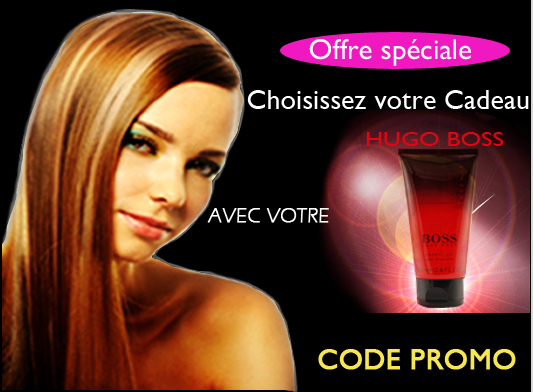 Offre spéciale
Choisissez votre Cadeau
HUGO BOSS
AVEC VOTRE
BOSS
CODE PROMO